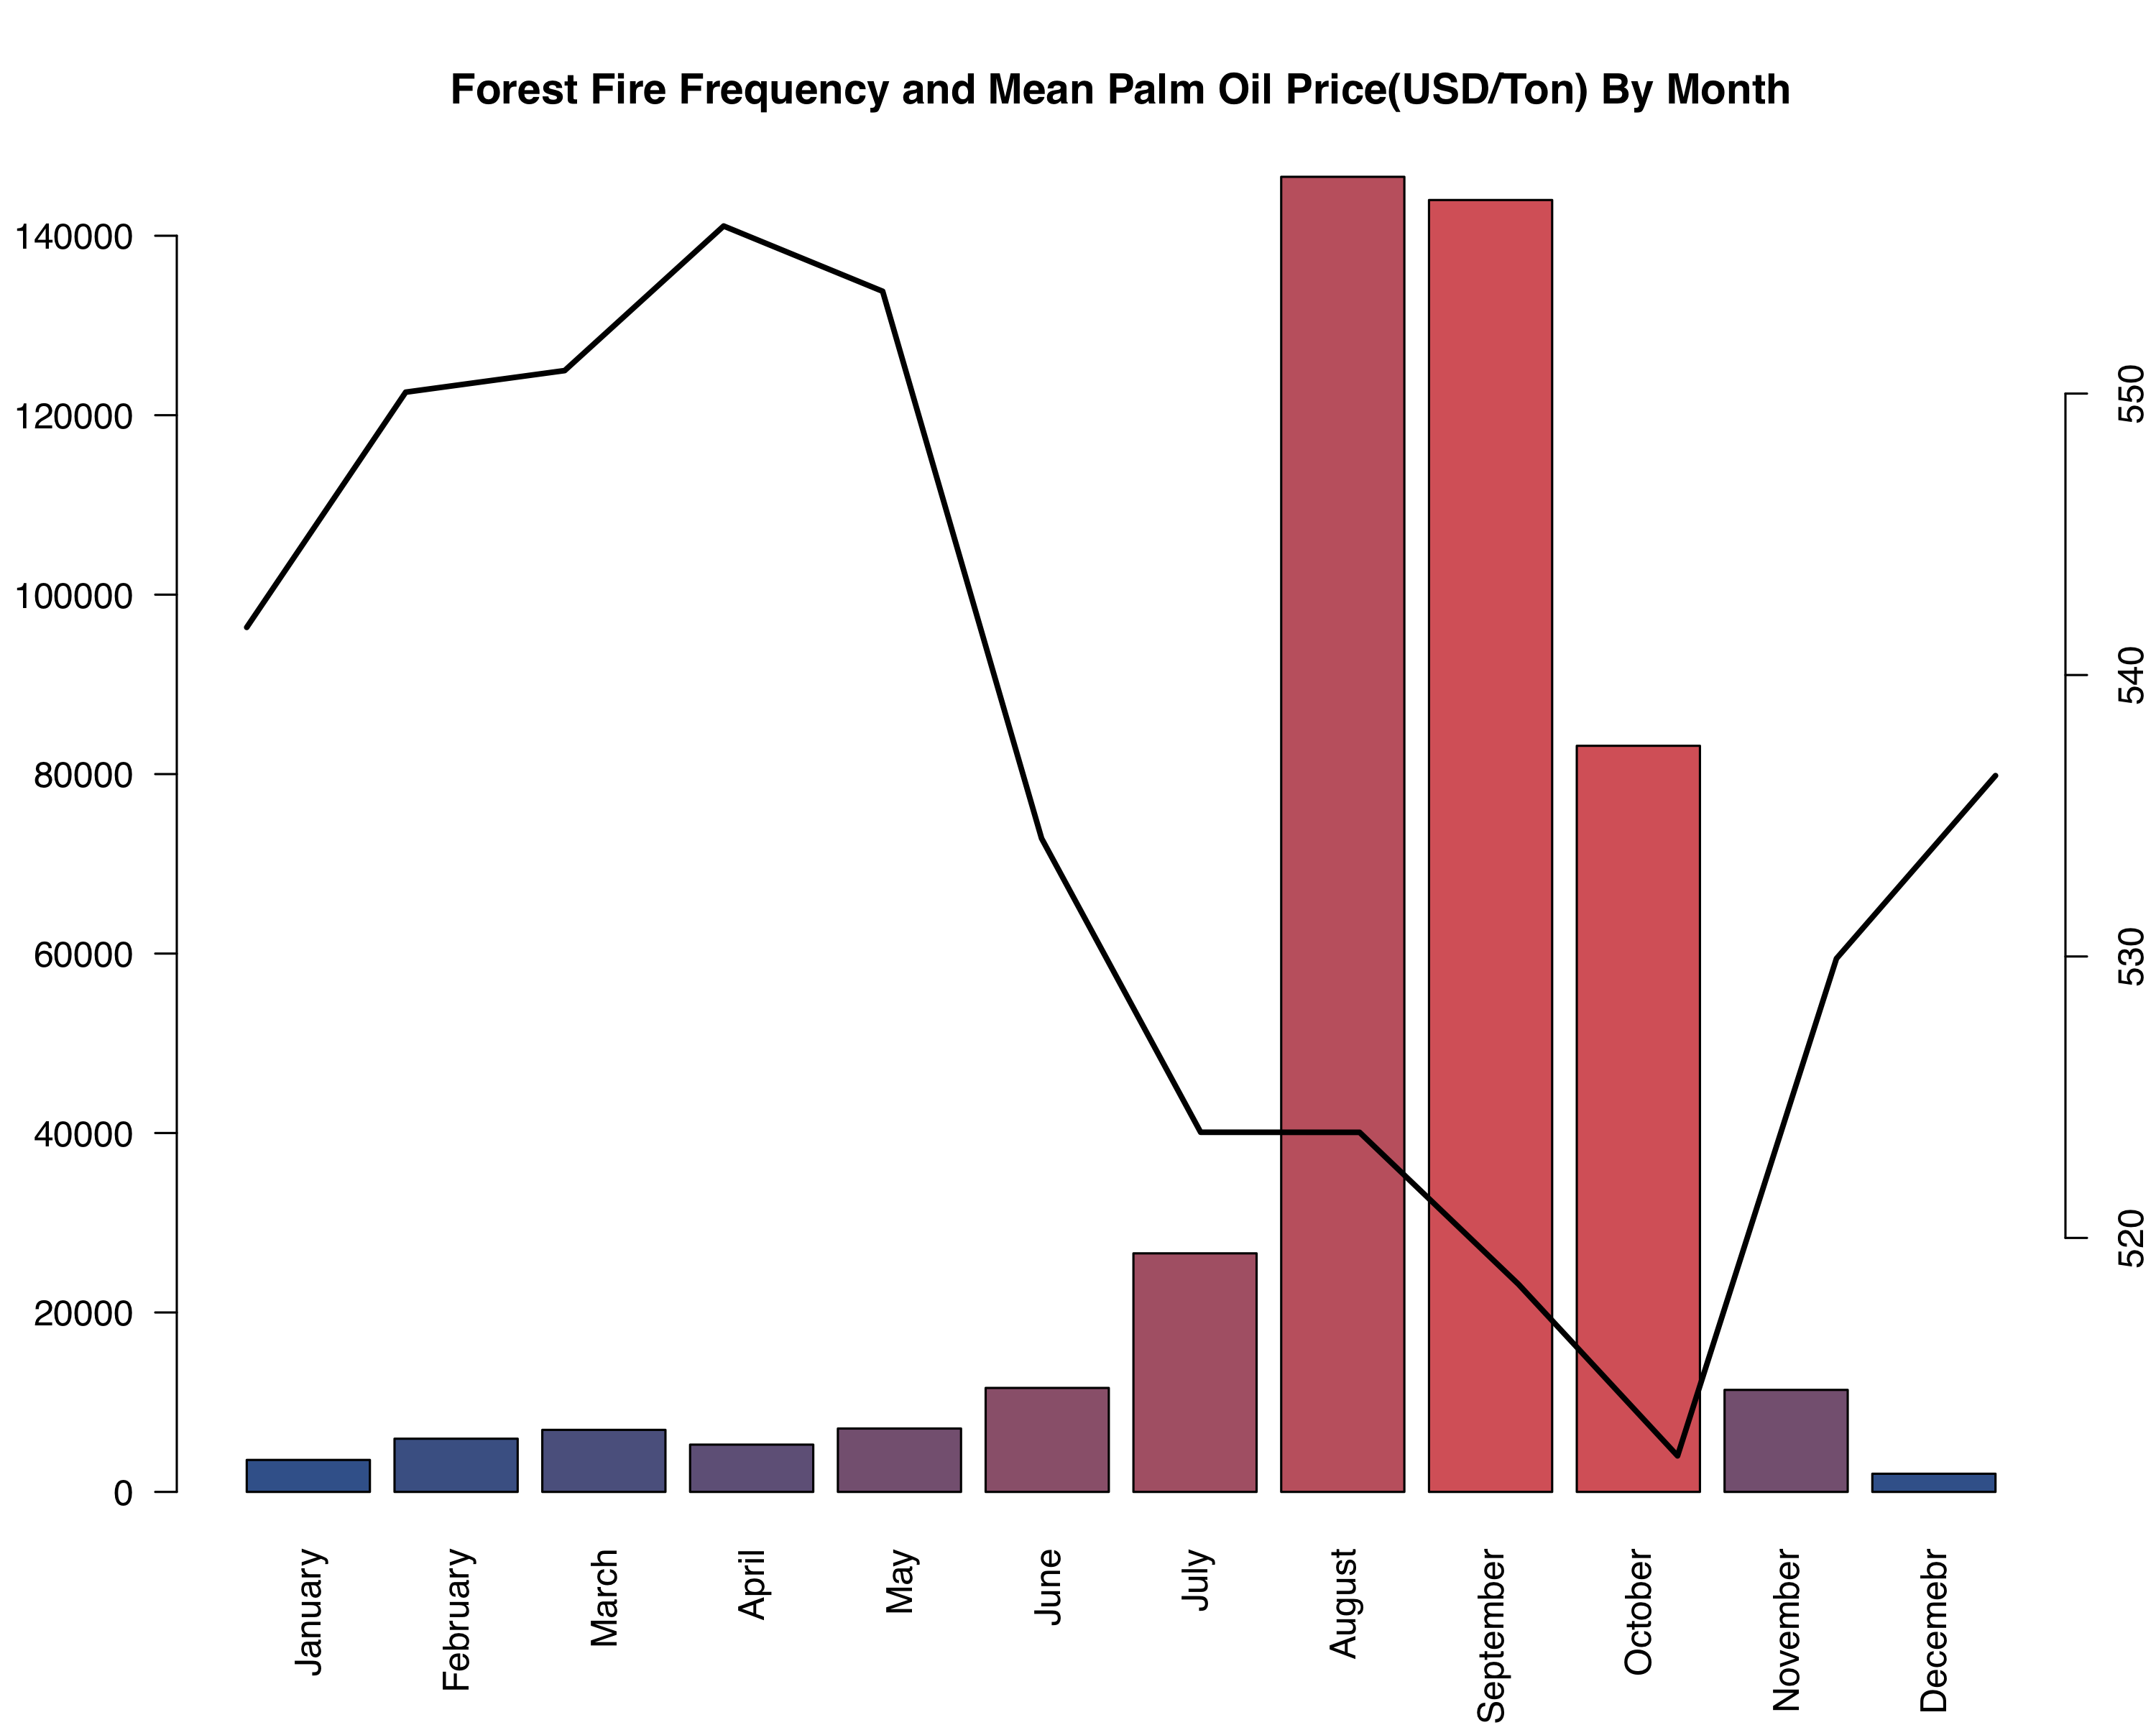 Forest Fire Frequency and Mean Palm Oil Price(USD/Ton) By Month
140000
120000
100000
80000
60000
40000
20000
0
550
540
530
520
January
February
March
April
May
June
July
August
September
October
November
Decemebr